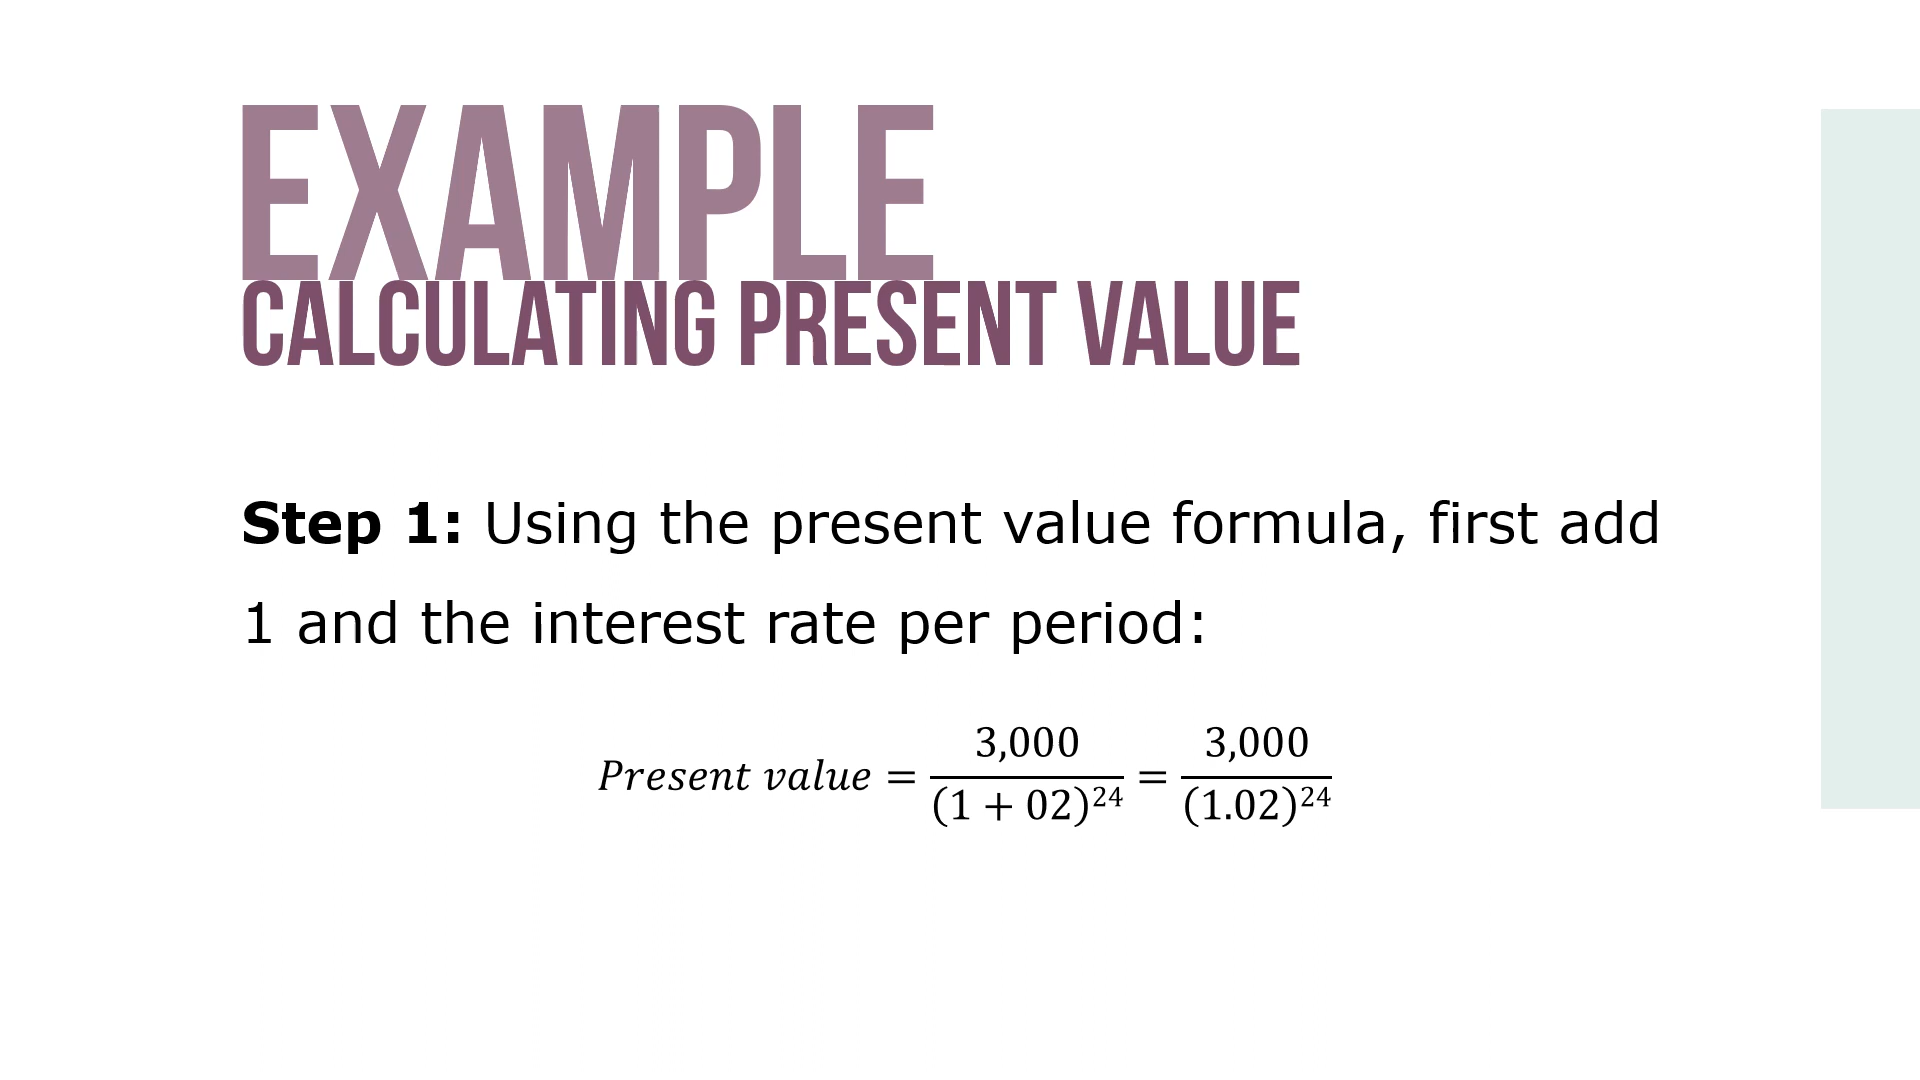 EXAMPLE
CALCULATING PRESENT VALUE
Step 1: Using the present value formula, first add
1 and the interest rate per period:
Present value = 3,000/(1 + 02)^24 = 3,000/(1.02)^24